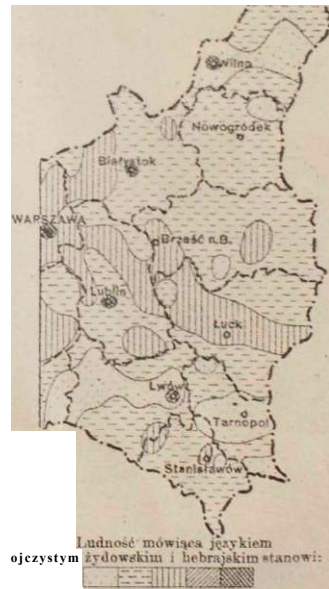 Wilno
Nowogródek
Białystok
WARSZAWA
Brześć n.B.
Lublin
Łuck
Lwów
Tarnopol
Stanisławów
Ludność mówiąca językiem
ojczystym żydowskim i hebrajskim stanowi: